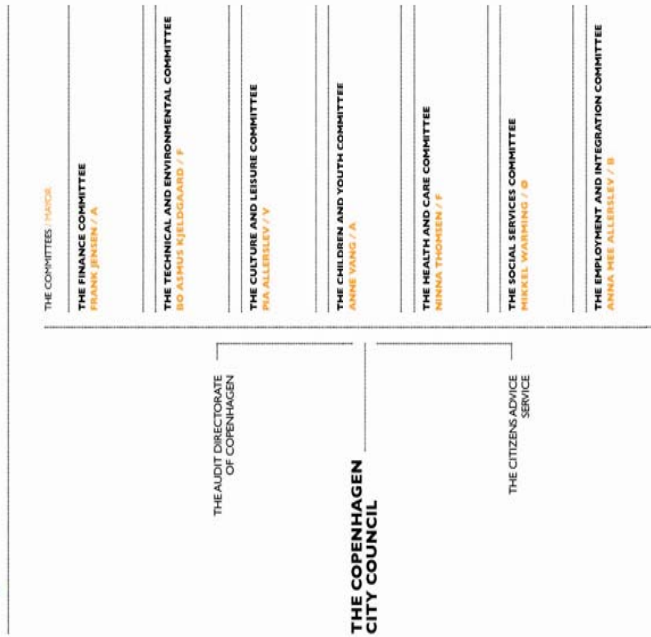 THE COMMITTEES / MAYOR
THE FINANCE COMMITTEE
FRANK JENSEN / A
THE TECHNICAL AND ENVIRONMENTAL COMMITTEE
BO ASMUS KJELDGAARD / F
THE CULTURE AND LEISURE COMMITTEE
PIA ALLERSLEV / V
THE CHILDREN AND YOUTH COMMITTEE
ANNE VANG / A
THE HEALTH AND CARE COMMITTEE
NINNA THOMSEN / F
THE SOCIAL SERVICES COMMITTEE
MIKKEL WARMING / Ø
THE EMPLOYMENT AND INTEGRATION COMMITTEE
ANNA MEE ALLERSLEV / B
THE AUDIT DIRECTORATE
OF COPENHAGEN
THE COPENHAGEN
CITY COUNCIL
THE CITIZENS ADVICE
SERVICE